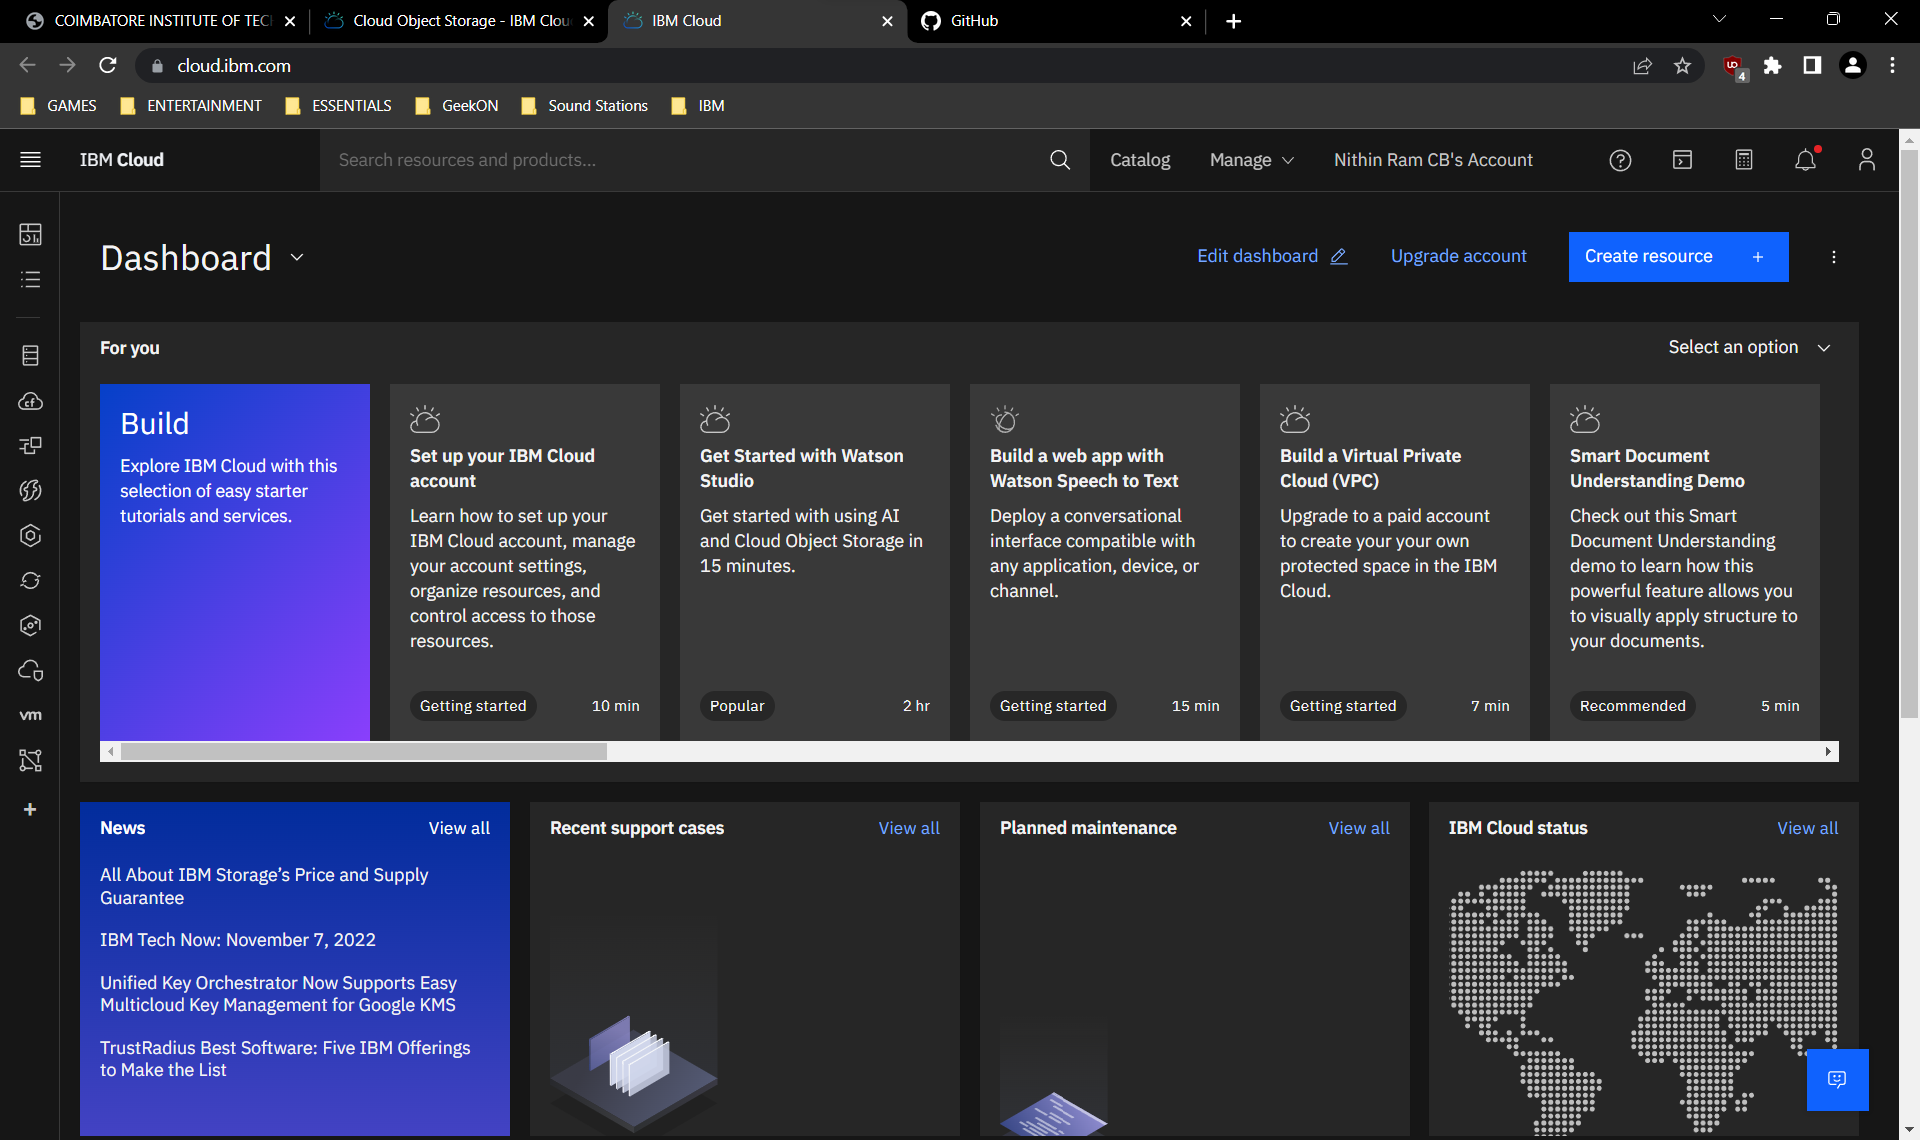 COIMBATORE INSTITUTE OF TECH
Cloud Object Storage - IBM Clou
IBM Cloud
GitHub
cloud.ibm.com
4
GAMES
ENTERTAINMENT
ESSENTIALS
GeekON
Sound Stations
IBM
IBM Cloud
Search resources and products...
Catalog
Manage
Nithin Ram CB's Account
Dashboard
Edit dashboard
Upgrade account
Create resource +
For you
Select an option
Build
Explore IBM Cloud with this
selection of easy starter
tutorials and services.
Set up your IBM Cloud
account
Learn how to set up your
IBM Cloud account, manage
your account settings,
organize resources, and
control access to those
resources.
Getting started
10 min
Get Started with Watson
Studio
Get started with using AI
and Cloud Object Storage in
15 minutes.
Popular
2 hr
Build a web app with
Watson Speech to Text
Deploy a conversational
interface compatible with
any application, device, or
channel.
Getting started
15 min
Build a Virtual Private
Cloud (VPC)
Upgrade to a paid account
to create your your own
protected space in the IBM
Cloud.
Getting started
7 min
Smart Document
Understanding Demo
Check out this Smart
Document Understanding
demo to learn how this
powerful feature allows you
to visually apply structure to
your documents.
Recommended
5 min
cf
vm
News
View all
All About IBM Storage’s Price and Supply
Guarantee
IBM Tech Now: November 7, 2022
Unified Key Orchestrator Now Supports Easy
Multicloud Key Management for Google KMS
TrustRadius Best Software: Five IBM Offerings
to Make the List
Recent support cases
View all
Planned maintenance
View all
IBM Cloud status
View all